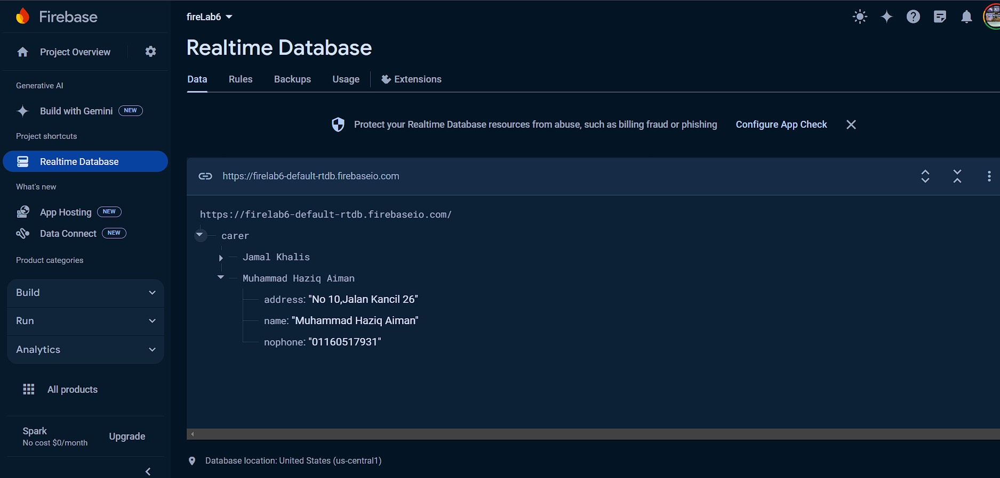 Firebase
fireLab6
Project Overview
Realtime Database
Generative AI
Data Rules Backups Usage Extensions
Build with Gemini NEW
Project shortcuts
Protect your Realtime Database resources from abuse, such as billing fraud or phishing Configure App Check
Realtime Database
https://firelab6-default-rtdb.firebaseio.com
What's new
App Hosting NEW
https://firelab6-default-rtdb.firebaseio.com/
Data Connect NEW
carer
Product categories
Jamal Khalis
Muhammad Haziq Aiman
Build
address: "No 10,Jalan Kancil 26"
Run
name: "Muhammad Haziq Aiman"
nophone: "01160517931"
Analytics
All products
Spark
No cost $0/month
Upgrade
Database location: United States (us-central1)